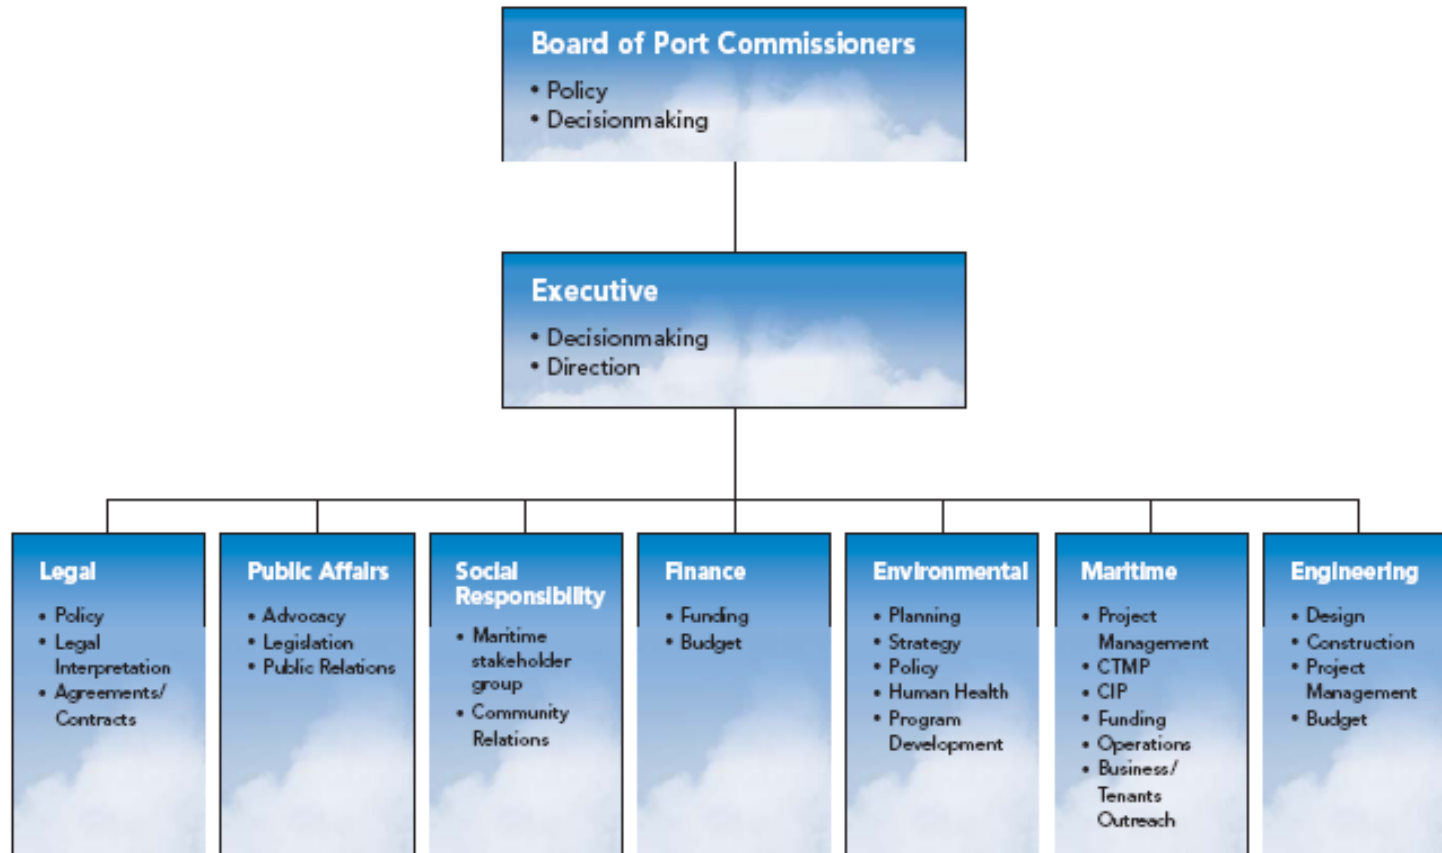 Board of Port Commissioners
• Policy
• Decisionmaking
Executive
• Decisionmaking
• Direction
Legal
• Policy
• Legal
Interpretation
• Agreements/
Contracts
Public Affairs
• Advocacy
• Legislation
• Public Relations
Social
Responsibility
• Maritime
stakeholder
group
• Community
Relations
Finance
• Funding
• Budget
Environmental
• Planning
• Strategy
• Policy
• Human Health
• Program
Development
Maritime
• Project
Management
• CTMP
• CIP
• Funding
• Operations
• Business/
Tenants
Outreach
Engineering
• Design
• Construction
• Project
Management
• Budget